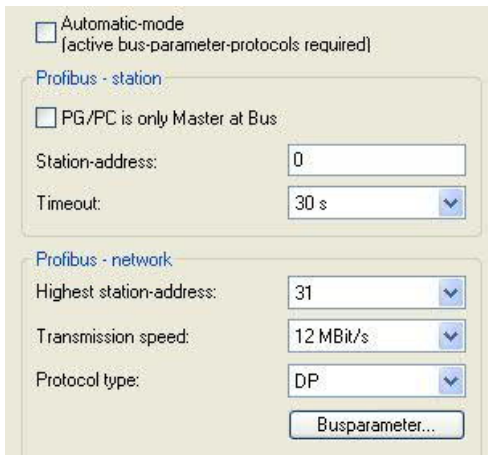 Automatic-mode
(active bus-parameter-protocols required)
Profibus - station
PG/PC is only Master at Bus
Station-address: 0
Timeout: 30 s
Profibus - network
Highest station-address: 31
Transmission speed: 12 MBit/s
Protocol type: DP
Busparameter...